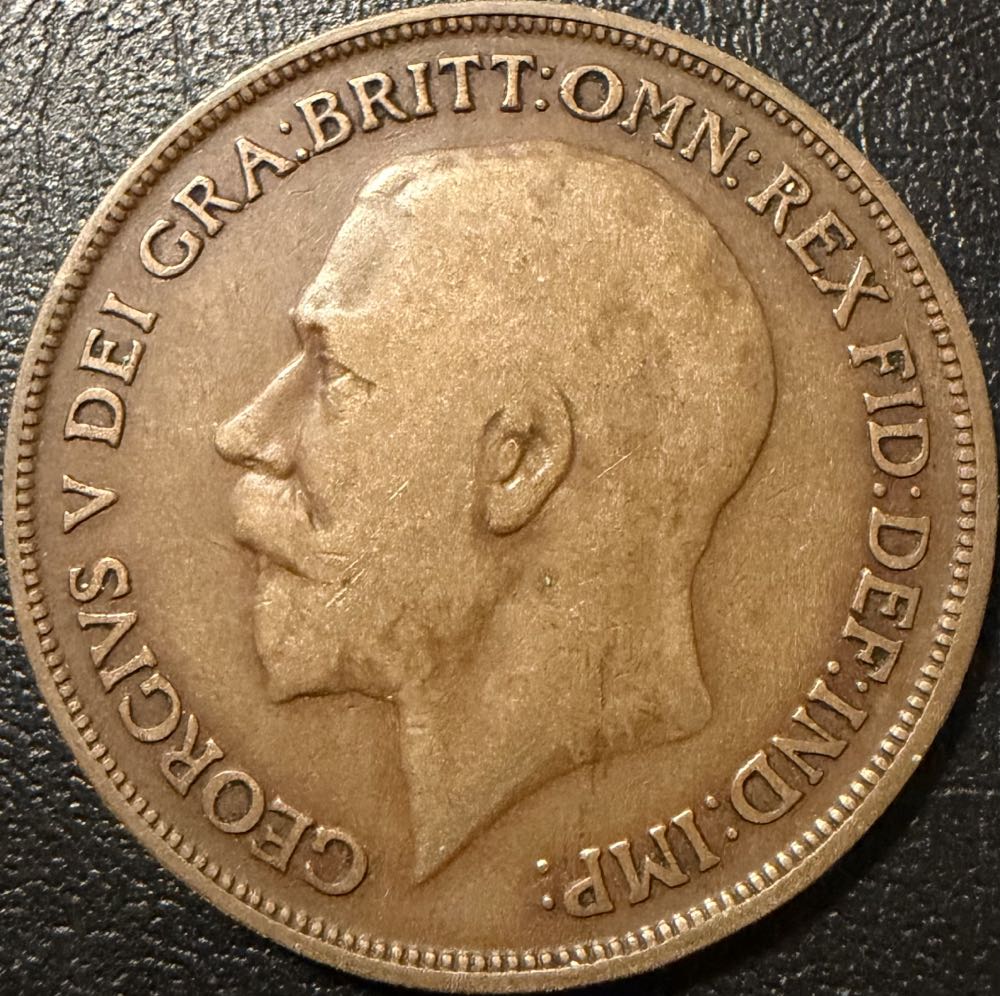 GEORGIVS V DEI GRA:BRITT:OMN:REX FID:DEF:IND:IMP: